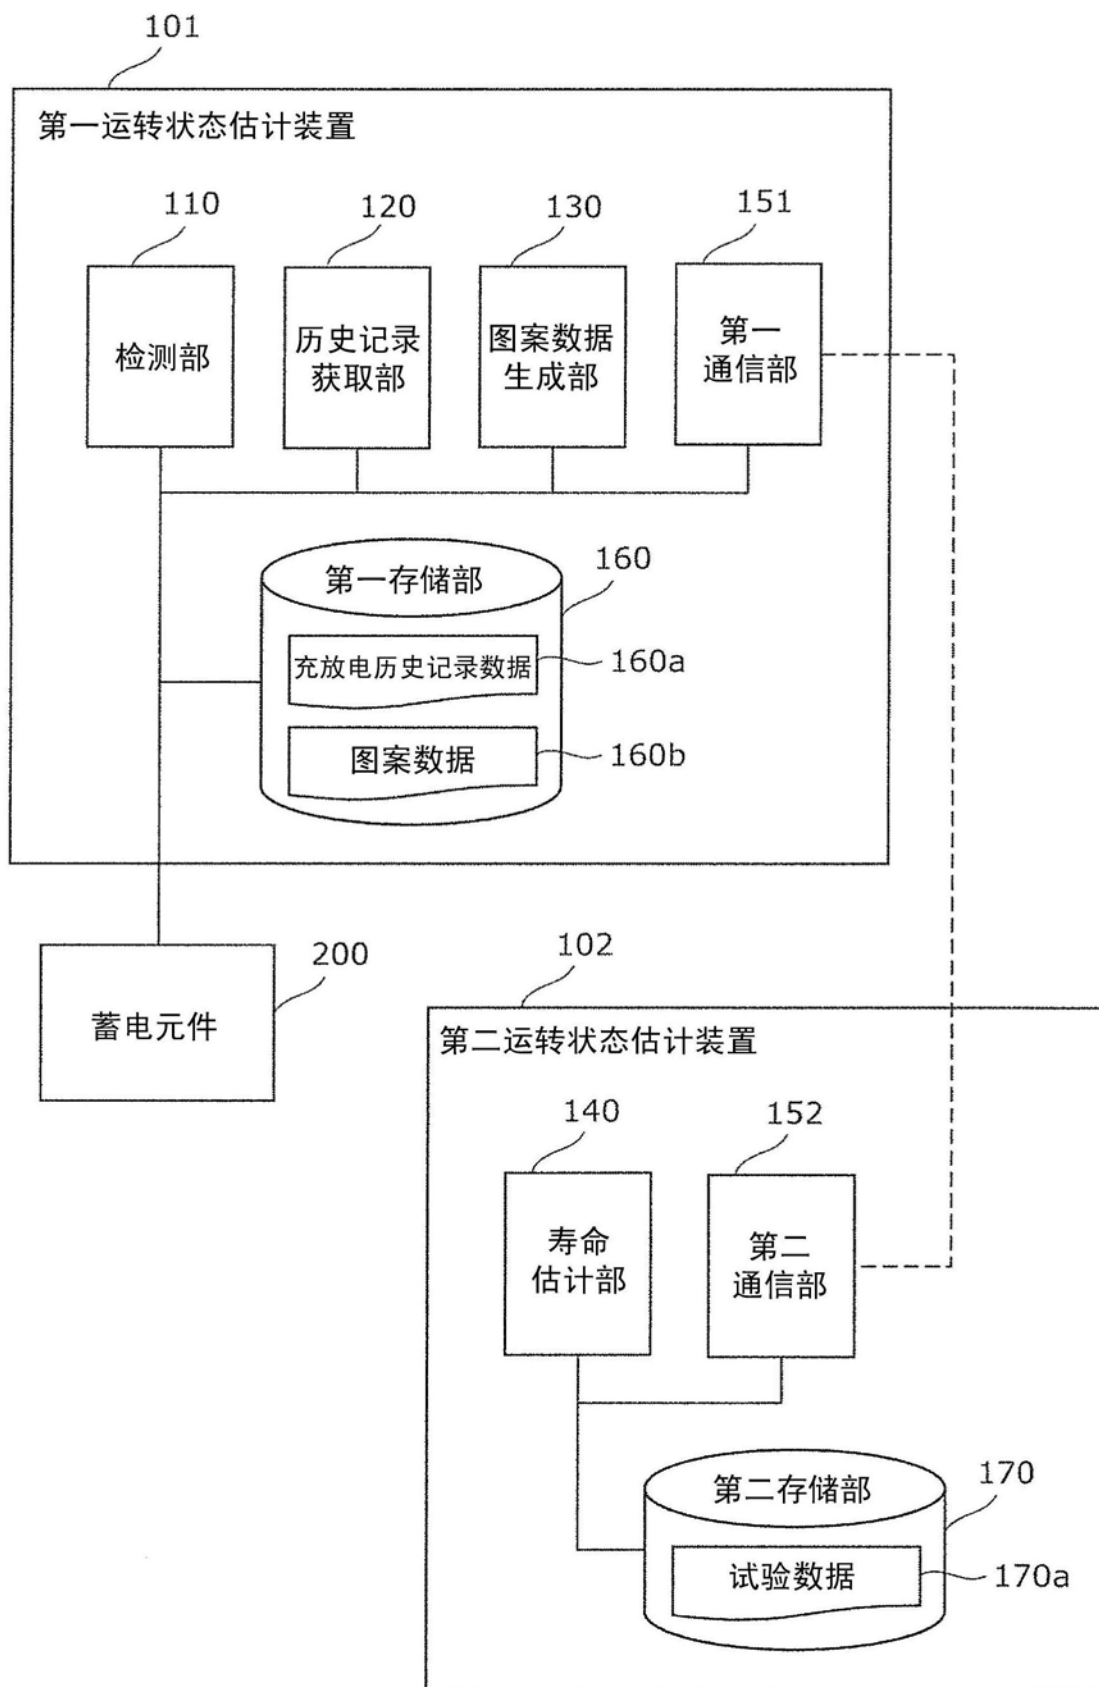 101
第一运转状态估计装置
110
120
130
151
检测部
历史记录
获取部
图案数据
生成部
第一
通信部
第一存储部
160
充放电历史记录数据
160a
图案数据
160b
200
蓄电元件
102
第二运转状态估计装置
140
152
寿命
估计部
第二
通信部
第二存储部
170
试验数据
170a